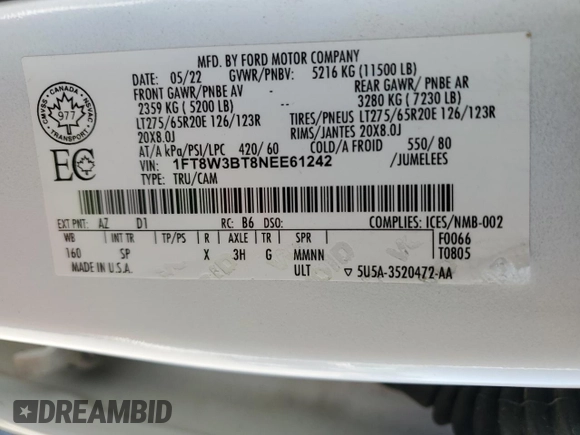 MFD. BY FORD MOTOR COMPANY
DATE: 05/22 GVWR/PNBV: 5216 KG (11500 LB)
FRONT GAWR/PNBE AV REAR GAWR/ PNBE AR
2359 KG ( 5200 LB) 3280 KG ( 7230 LB)
LT275/65R20E 126/123R TIRES/PNEUS LT275/65R20E 126/123R
20X8.0J RIMS/JANTES 20X8.0J
AT/A kPa/PSI/LPC 420/ 60 COLD/A FROID 550/ 80
VIN: 1FT8W3BT8NEE61242 /JUMELEES
TYPE: TRU/CAM
CANADA
CMVSS NSVAC
977
TRANSPORT
EC
EXT PNT: AZ D1 RC: B6 DSO: COMPLIES: ICES/NMB-002
WB INT TR TP/PS R AXLE TR SPR F0066
160 SP X 3H G MMNN T0805
MADE IN U.S.A. ULT ▽ 5U5A-3520472-AA
DREAMBID